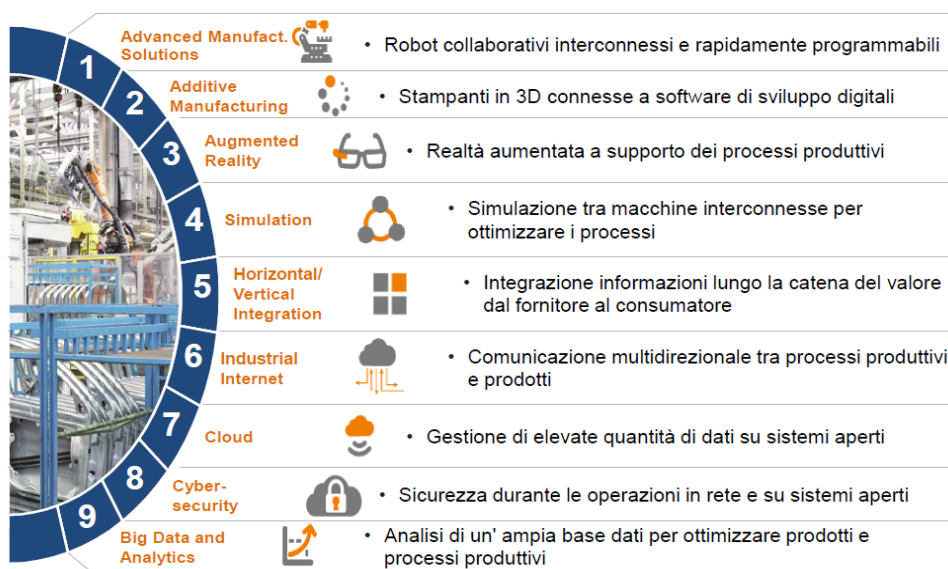 1
Advanced Manufact.
Solutions
• Robot collaborativi interconnessi e rapidamente programmabili
2
Additive
Manufacturing
• Stampanti in 3D connesse a software di sviluppo digitali
3
Augmented
Reality
• Realtà aumentata a supporto dei processi produttivi
4
Simulation
• Simulazione tra macchine interconnesse per
ottimizzare i processi
5
Horizontal/
Vertical
Integration
• Integrazione informazioni lungo la catena del valore
dal fornitore al consumatore
6
Industrial
Internet
• Comunicazione multidirezionale tra processi produttivi
e prodotti
7
Cloud
• Gestione di elevate quantità di dati su sistemi aperti
8
Cyber-
security
• Sicurezza durante le operazioni in rete e su sistemi aperti
9
Big Data and
Analytics
• Analisi di un' ampia base dati per ottimizzare prodotti e
processi produttivi